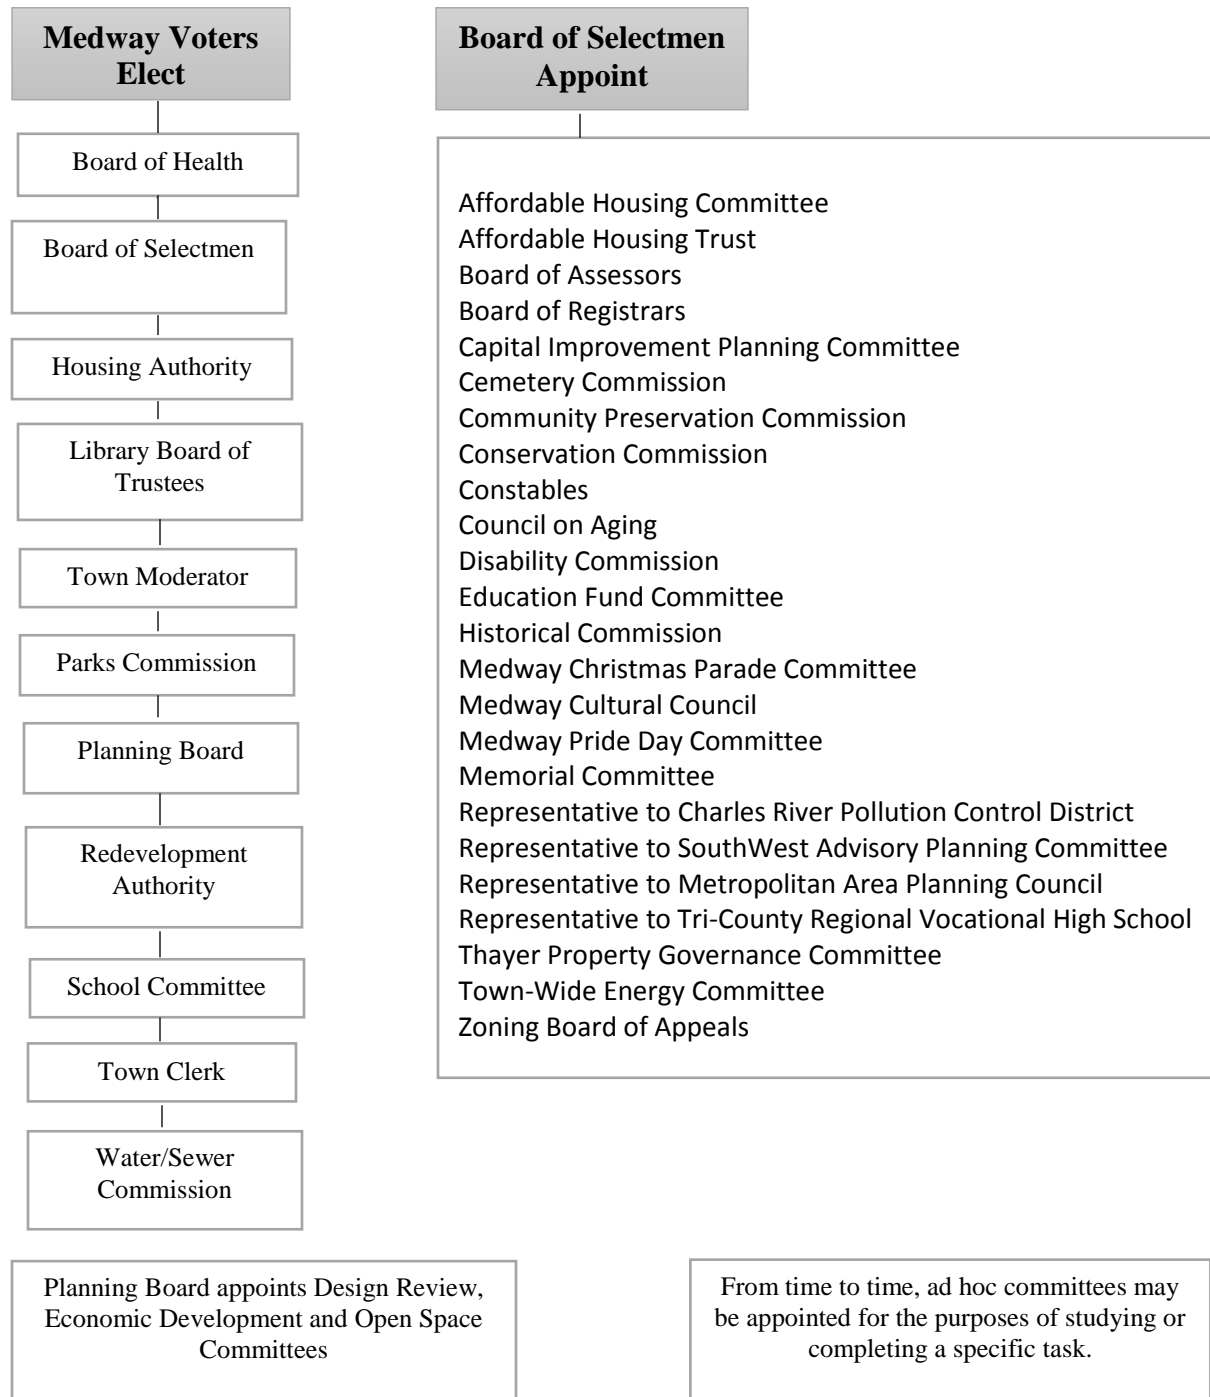 Medway Voters
Elect
Board of Health
Board of Selectmen
Housing Authority
Library Board of
Trustees
Town Moderator
Parks Commission
Planning Board
Redevelopment
Authority
School Committee
Town Clerk
Water/Sewer
Commission
Board of Selectmen
Appoint
Affordable Housing Committee
Affordable Housing Trust
Board of Assessors
Board of Registrars
Capital Improvement Planning Committee
Cemetery Commission
Community Preservation Commission
Conservation Commission
Constables
Council on Aging
Disability Commission
Education Fund Committee
Historical Commission
Medway Christmas Parade Committee
Medway Cultural Council
Medway Pride Day Committee
Memorial Committee
Representative to Charles River Pollution Control District
Representative to SouthWest Advisory Planning Committee
Representative to Metropolitan Area Planning Council
Representative to Tri-County Regional Vocational High School
Thayer Property Governance Committee
Town-Wide Energy Committee
Zoning Board of Appeals
Planning Board appoints Design Review,
Economic Development and Open Space
Committees
From time to time, ad hoc committees may
be appointed for the purposes of studying or
completing a specific task.